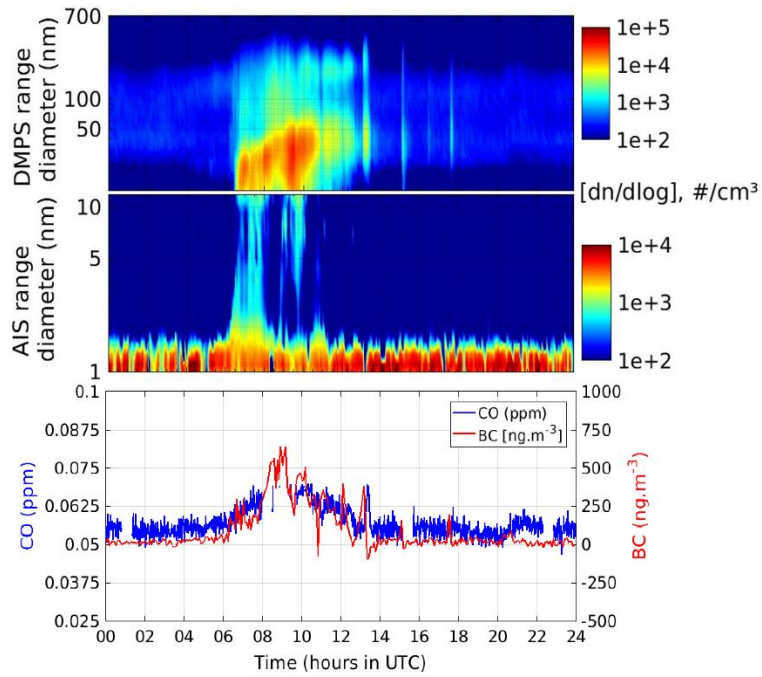 700
100
50
DMPS range
diameter (nm)
1e+5
1e+4
1e+3
1e+2
[dn/dlog], #/cm³
10
5
1
AIS range
diameter (nm)
1e+4
1e+3
1e+2
0.1
0.0875
0.075
0.0625
0.05
0.0375
0.025
CO (ppm)
CO (ppm)
BC [ng.m⁻³]
1000
750
500
250
0
-250
-500
BC (ng.m⁻³)
00 02 04 06 08 10 12 14 16 18 20 22 24
Time (hours in UTC)